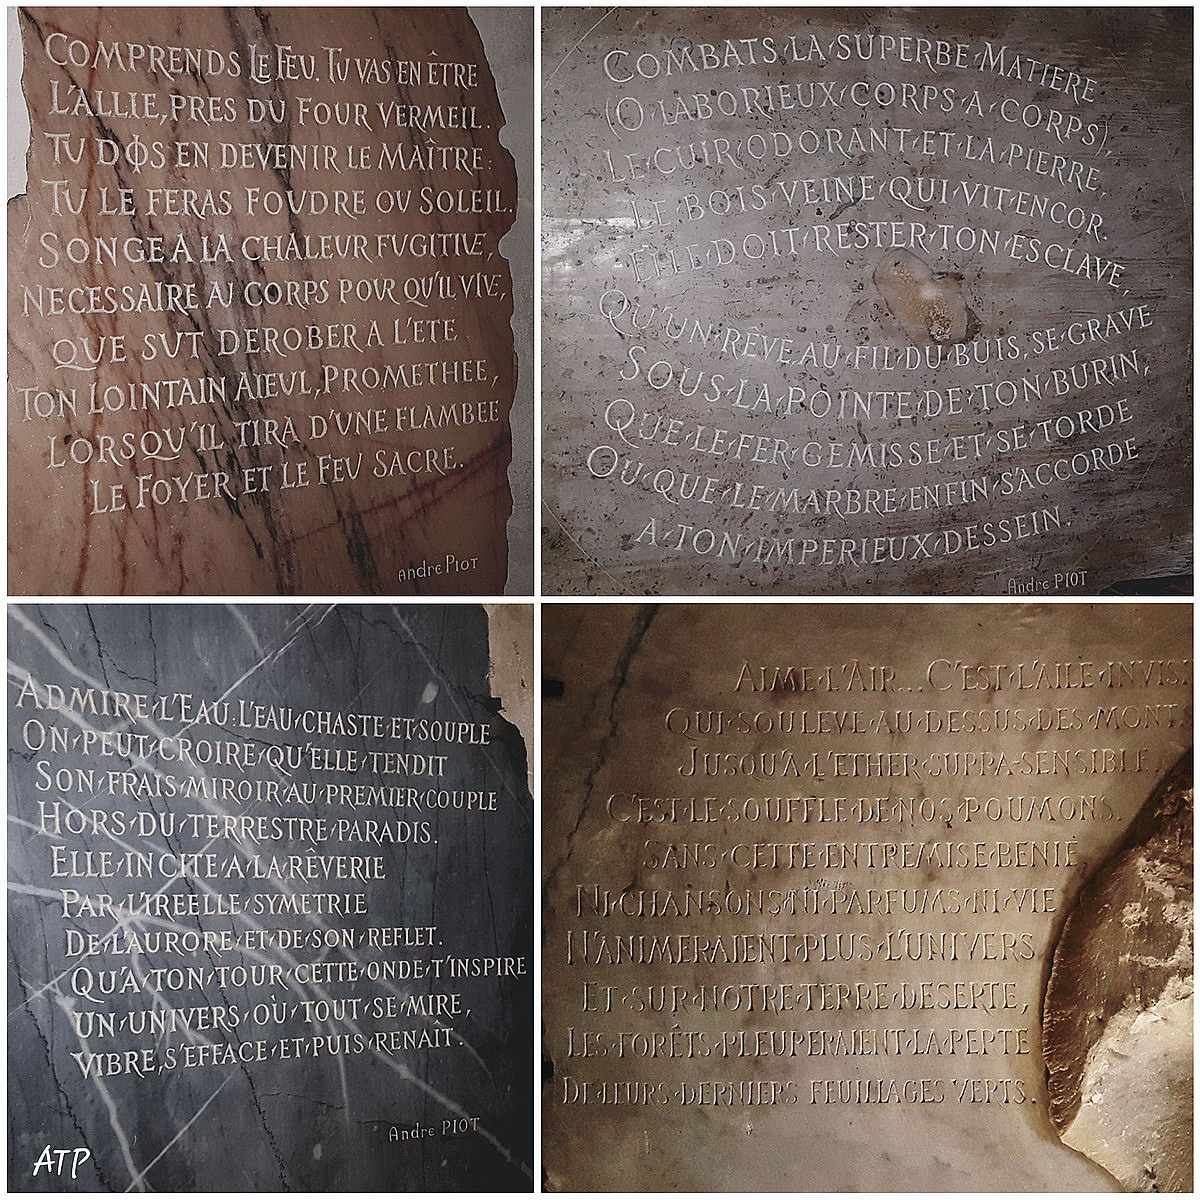 COMPRENDS LE FEU. TU VAS EN ÊTRE
L'ALLIE, PRES DU FOUR VERMEIL.
TU DOIS EN DEVENIR LE MAÎTRE:
TU LE FERAS FOUDRE OU SOLEIL.
SONGE A LA CHALEUR FUGITIVE,
NECESSAIRE AU CORPS POUR QU'IL VIVE,
QUE SUT DEROBER A L'ETE
TON LOINTAIN AIEUL, PROMETHEE,
LORSQU'IL TIRA D'UNE FLAMBEE
LE FOYER ET LE FEU SACRE.
Andre PIOT
COMBATS LA SUPERBE MATIERE
(O LABORIEUX CORPS A CORPS),
LE CUIR ODORANT ET LA PIERRE,
LE BOIS VEINE QUI VIT ENCOR.
ELLE DOIT RESTER TON ESCLAVE,
QU'UN RÊVE AU FIL DU BUIS, SE GRAVE
SOUS LA POINTE DE TON BURIN,
QUE LE FER GEMISSE ET SE TORDE
OU QUE LE MARBRE ENFIN S'ACCORDE
A TON IMPERIEUX DESSEIN.
Andre PIOT
ADMIRE L'EAU: L'EAU CHASTE ET SOUPLE
ON PEUT CROIRE QU'ELLE TENDIT
SON FRAIS MIROIR AU PREMIER COUPLE
HORS DU TERRESTRE PARADIS.
ELLE INCITE A LA RÊVERIE
PAR L'IREELLE SYMETRIE
DE L'AURORE ET DE SON REFLET.
QU'A TON TOUR CETTE ONDE T'INSPIRE
UN UNIVERS OÙ TOUT SE MIRE,
VIBRE, S'EFFACE ET PUIS RENAÎT.
Andre PIOT
ATP
AIME L'AIR... C'EST L'AILE INVIS
QUI SOULEVE AU DESSUS DES MONT
JUSQU'A L'ETHER SUPRA-SENSIBLE.
C'EST LE SOUFFLE DE NOS POUMONS.
SANS CETTE ENTREMISE BENIE,
NI CHANSONS NI PARFUMS NI VIE
N'ANIMERAIENT PLUS L'UNIVERS
ET SUR NOTRE TERRE DESERTE,
LES FORÊTS PLEUPERAIENT LA PERTE
DE LEURS DERNIERS FEUILLAGES VERTS.